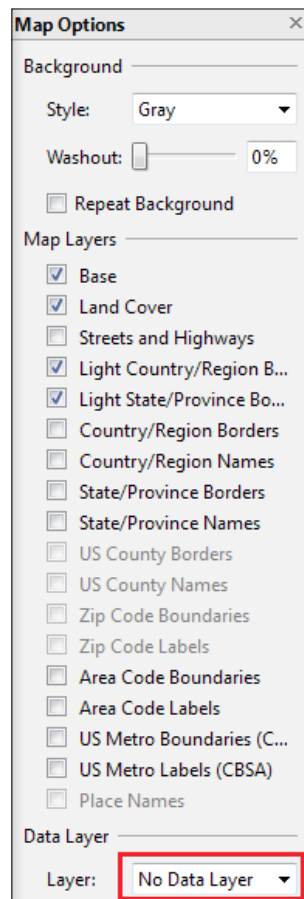 Map Options
Background
Style: Gray
Washout: 0%
Repeat Background
Map Layers
Base
Land Cover
Streets and Highways
Light Country/Region B...
Light State/Province Bo...
Country/Region Borders
Country/Region Names
State/Province Borders
State/Province Names
US County Borders
US County Names
Zip Code Boundaries
Zip Code Labels
Area Code Boundaries
Area Code Labels
US Metro Boundaries (C...
US Metro Labels (CBSA)
Place Names
Data Layer
Layer: No Data Layer